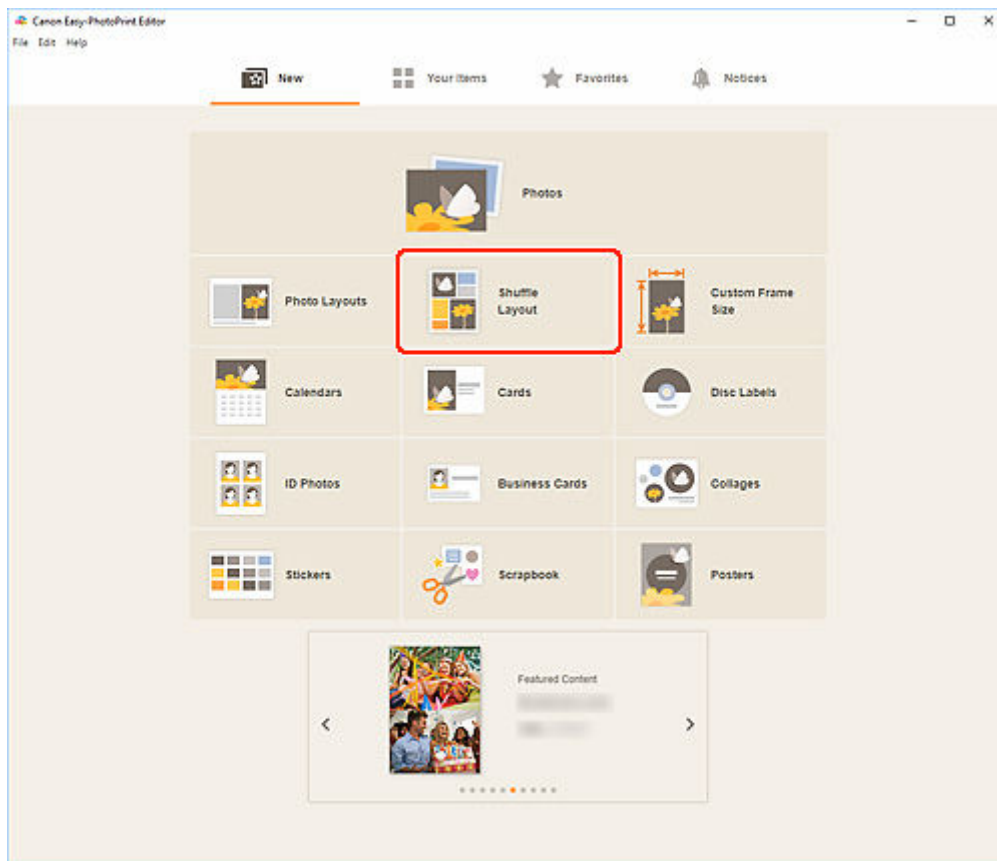 Canon Easy-PhotoPrint Editor
File Edit Help
New Your Items Favorites Notices
Photos
Photo Layouts
Shuffle
Layout
Custom Frame
Size
Calendars
Cards
Disc Labels
ID Photos
Business Cards
Collages
Stickers
Scrapbook
Posters
Featured Content